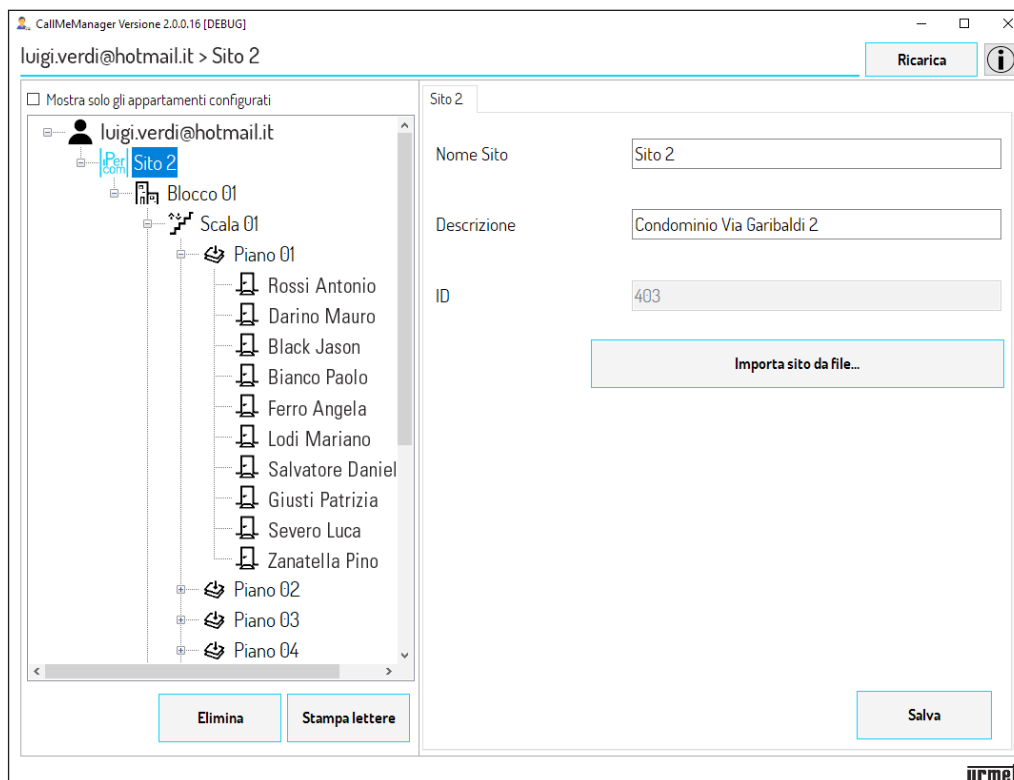 CallMeManager Versione 2.0.0.16 [DEBUG]
luigi.verdi@hotmail.it > Sito 2
Ricarica
i
Mostra solo gli appartamenti configurati
luigi.verdi@hotmail.it
iPercom
Sito 2
Blocco 01
Scala 01
Piano 01
Rossi Antonio
Darino Mauro
Black Jason
Bianco Paolo
Ferro Angela
Lodi Mariano
Salvatore Daniel
Giusti Patrizia
Severo Luca
Zanatella Pino
Piano 02
Piano 03
Piano 04
Elimina
Stampa lettere
Sito 2
Nome Sito
Sito 2
Descrizione
Condominio Via Garibaldi 2
ID
403
Importa sito da file...
Salva
urmet